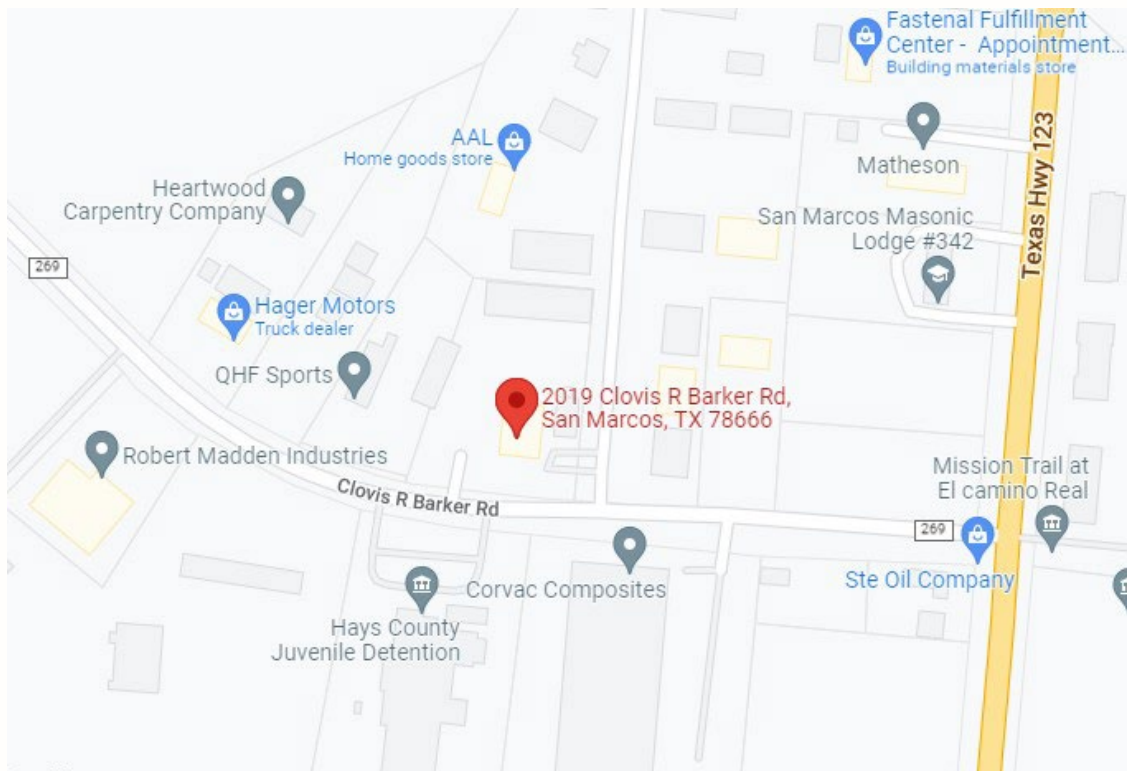 Fastenal Fulfillment
Center - Appointment...
Building materials store
AAL
Home goods store
Matheson
Texas Hwy 123
Heartwood
Carpentry Company
San Marcos Masonic
Lodge #342
269
Hager Motors
Truck dealer
QHF Sports
2019 Clovis R Barker Rd,
San Marcos, TX 78666
Robert Madden Industries
Clovis R Barker Rd
Mission Trail at
El camino Real
269
Ste Oil Company
Corvac Composites
Hays County
Juvenile Detention